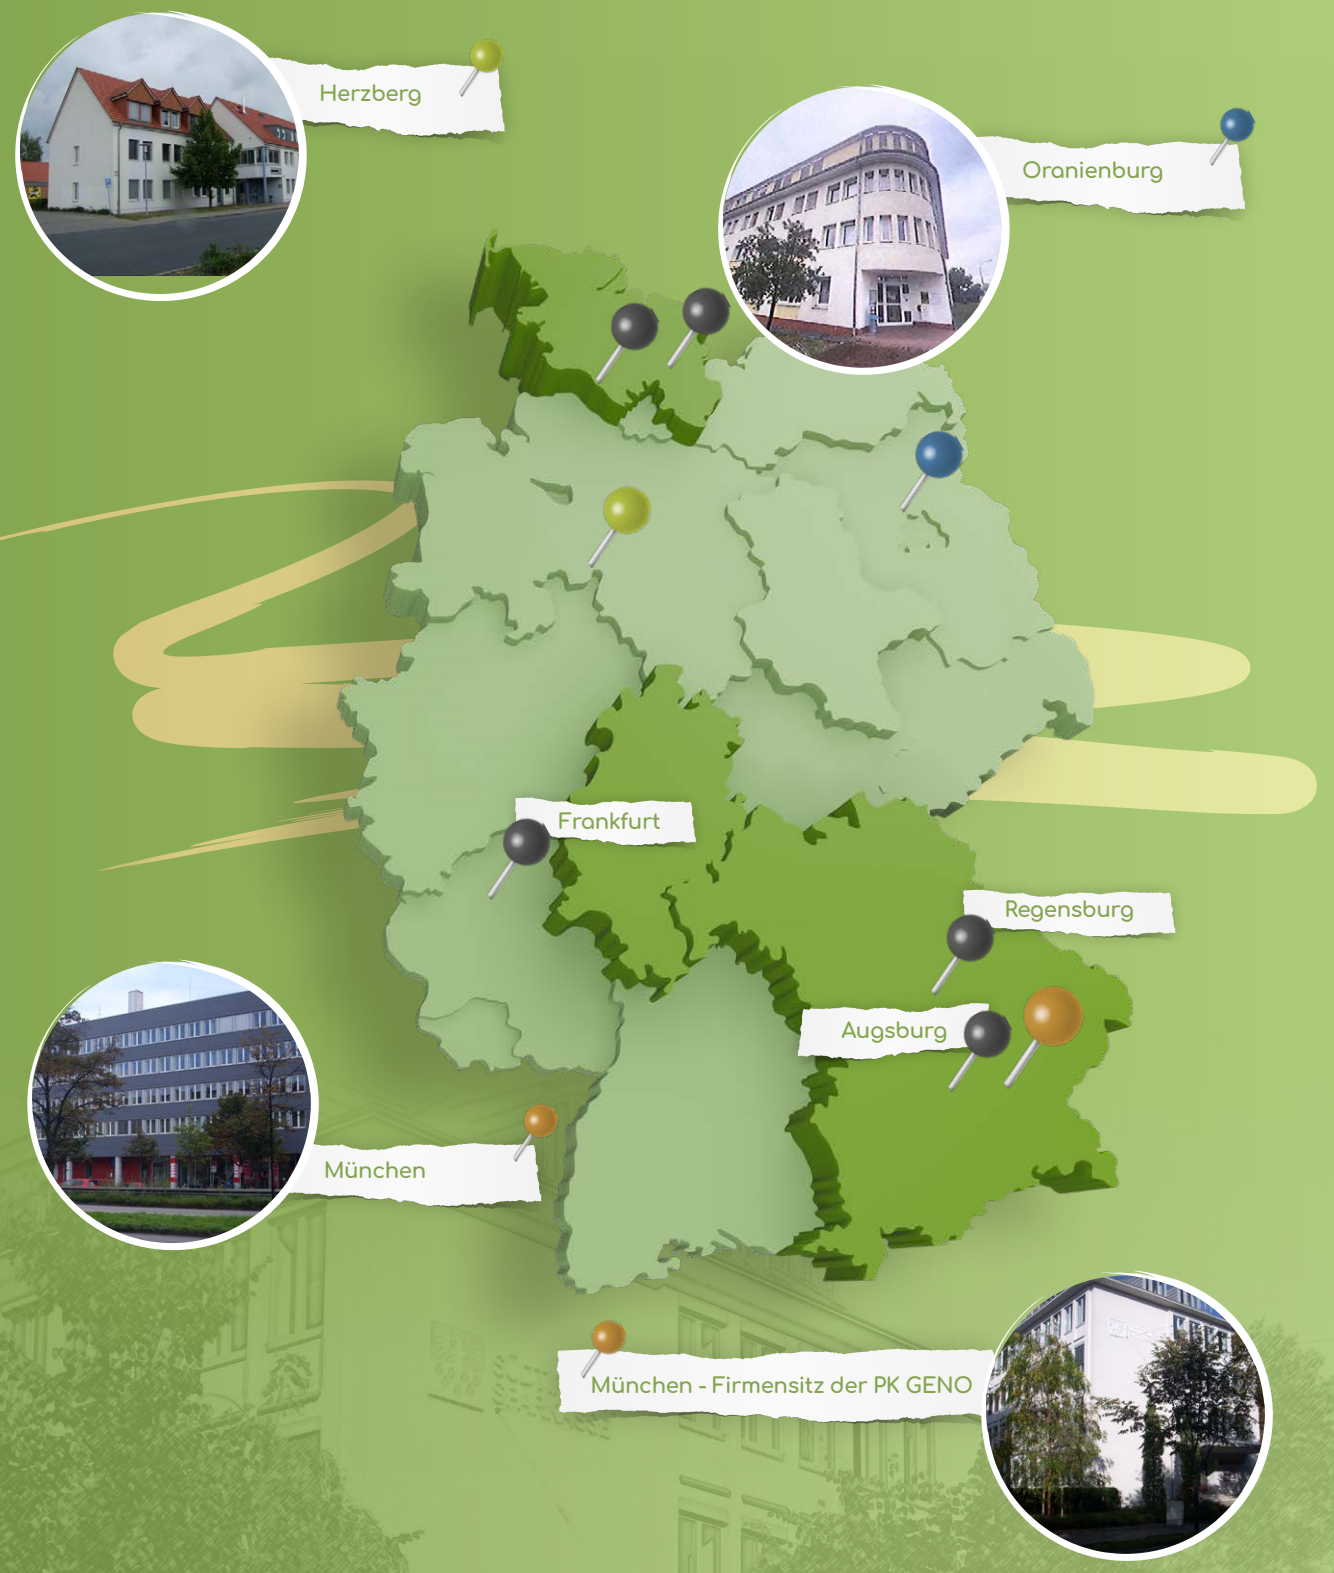 Herzberg
Oranienburg
Frankfurt
Regensburg
Augsburg
München
München - Firmensitz der PK GENO